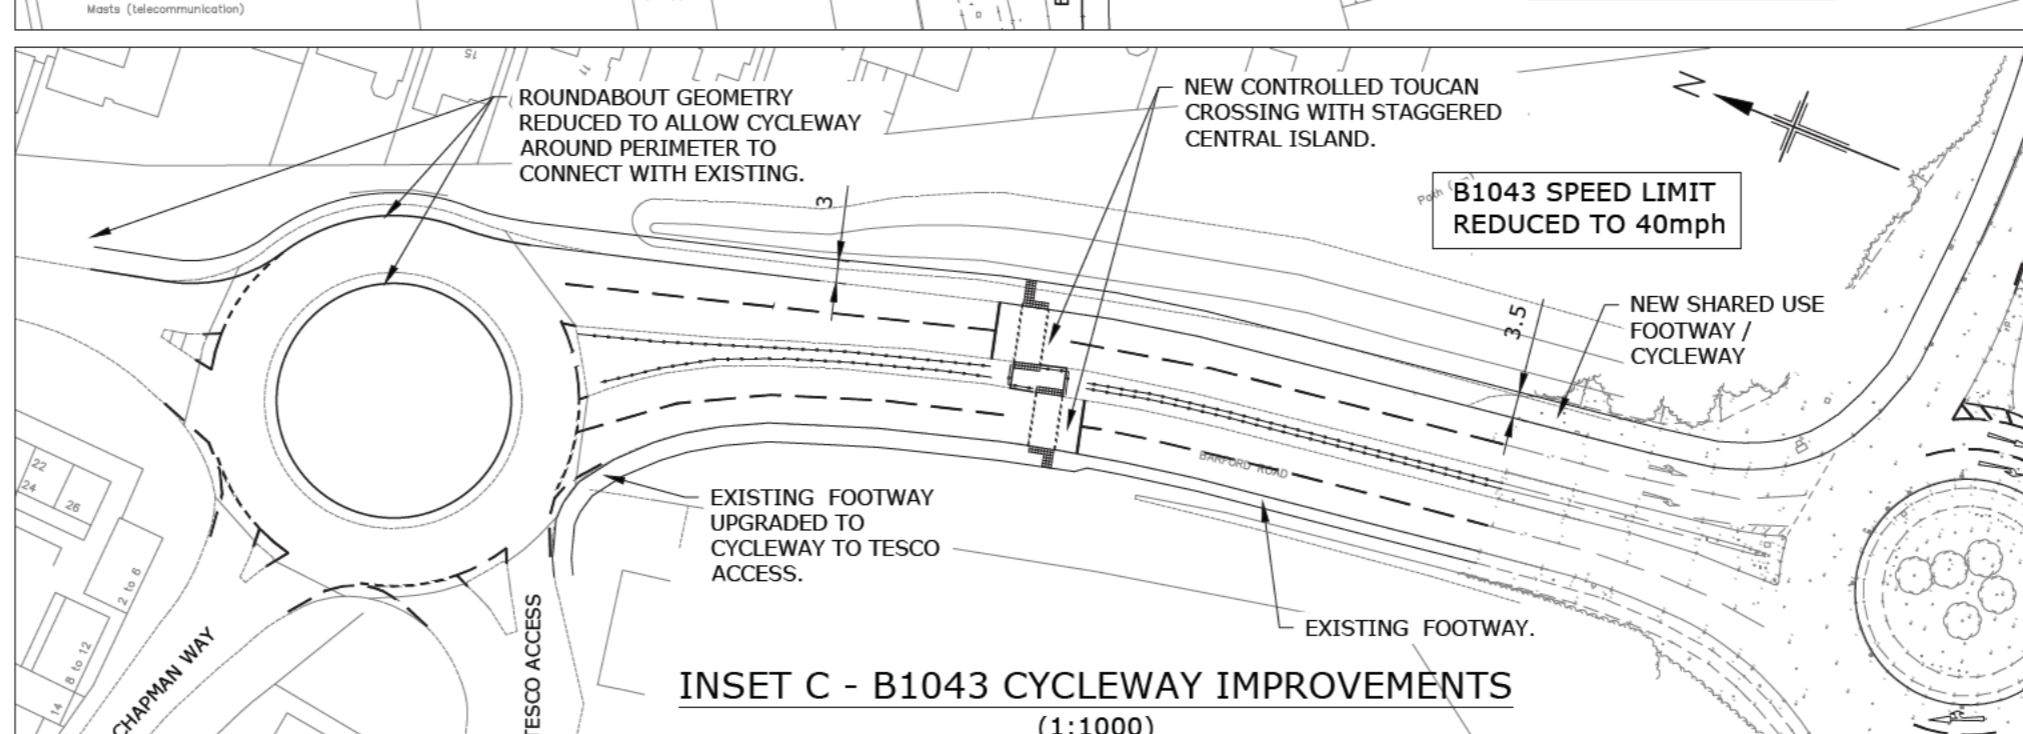 Masts (telecommunication)
15
11
ROUNDABOUT GEOMETRY
REDUCED TO ALLOW CYCLEWAY
AROUND PERIMETER TO
CONNECT WITH EXISTING.
NEW CONTROLLED TOUCAN
CROSSING WITH STAGGERED
CENTRAL ISLAND.
N
B1043 SPEED LIMIT
REDUCED TO 40mph
3
3.5
NEW SHARED USE
FOOTWAY /
CYCLEWAY
BARFORD ROAD
22
24
26
2 to 6
8 to 12
14
EXISTING FOOTWAY
UPGRADED TO
CYCLEWAY TO TESCO
ACCESS.
EXISTING FOOTWAY.
CHAPMAN WAY
TESCO ACCESS
INSET C - B1043 CYCLEWAY IMPROVEMENTS
(1:1000)